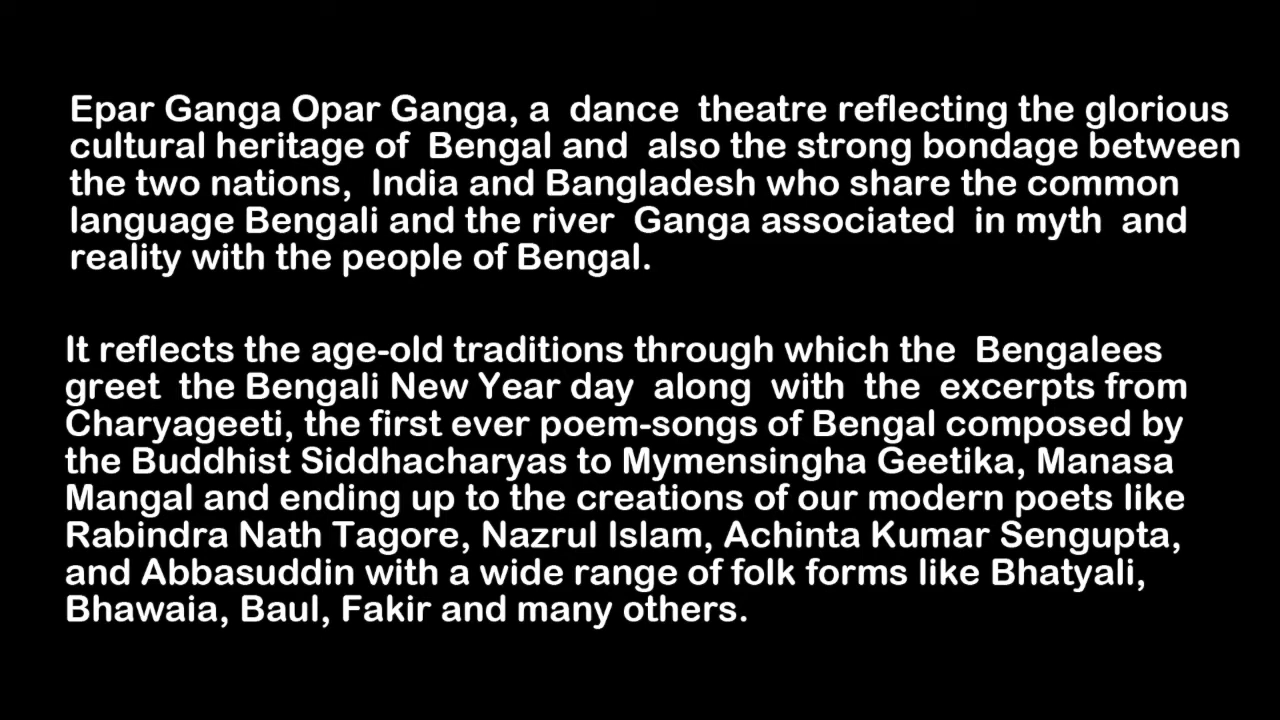 Epar Ganga Opar Ganga, a dance theatre reflecting the glorious
cultural heritage of Bengal and also the strong bondage between
the two nations, India and Bangladesh who share the common
language Bengali and the river Ganga associated in myth and
reality with the people of Bengal.
It reflects the age-old traditions through which the Bengalees
greet the Bengali New Year day along with the excerpts from
Charyageeti, the first ever poem-songs of Bengal composed by
the Buddhist Siddhacharyas to Mymensingha Geetika, Manasa
Mangal and ending up to the creations of our modern poets like
Rabindra Nath Tagore, Nazrul Islam, Achinta Kumar Sengupta,
and Abbasuddin with a wide range of folk forms like Bhatyali,
Bhawaia, Baul, Fakir and many others.